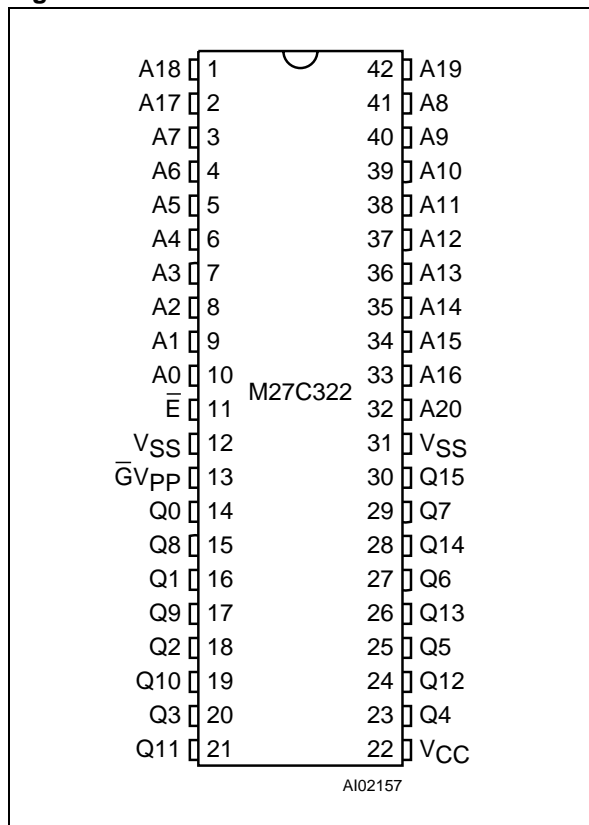 A18 1 42 A19
A17 2 41 A8
A7 3 40 A9
A6 4 39 A10
A5 5 38 A11
A4 6 37 A12
A3 7 36 A13
A2 8 35 A14
A1 9 34 A15
A0 10 33 A16
M27C322
E̅ 11 32 A20
VSS 12 31 VSS
G̅VPP 13 30 Q15
Q0 14 29 Q7
Q8 15 28 Q14
Q1 16 27 Q6
Q9 17 26 Q13
Q2 18 25 Q5
Q10 19 24 Q12
Q3 20 23 Q4
Q11 21 22 VCC
AI02157